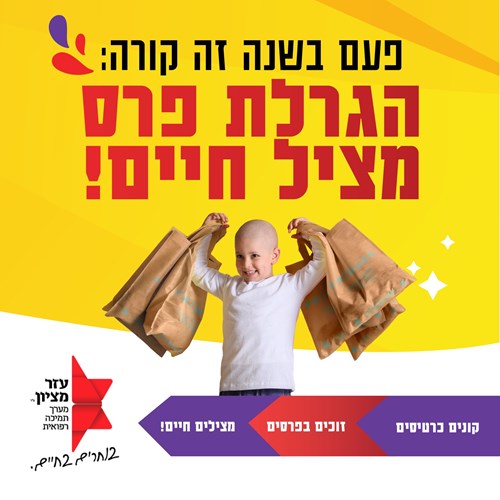 פעם בשנה זה קורה:
הגרלת פרס
מציל חיים!
קונים כרטיסים
זוכים בפרסים
מצילים חיים!
עזר
מציון
מערך
תמיכה
רפואית
בוחרים בחיים.